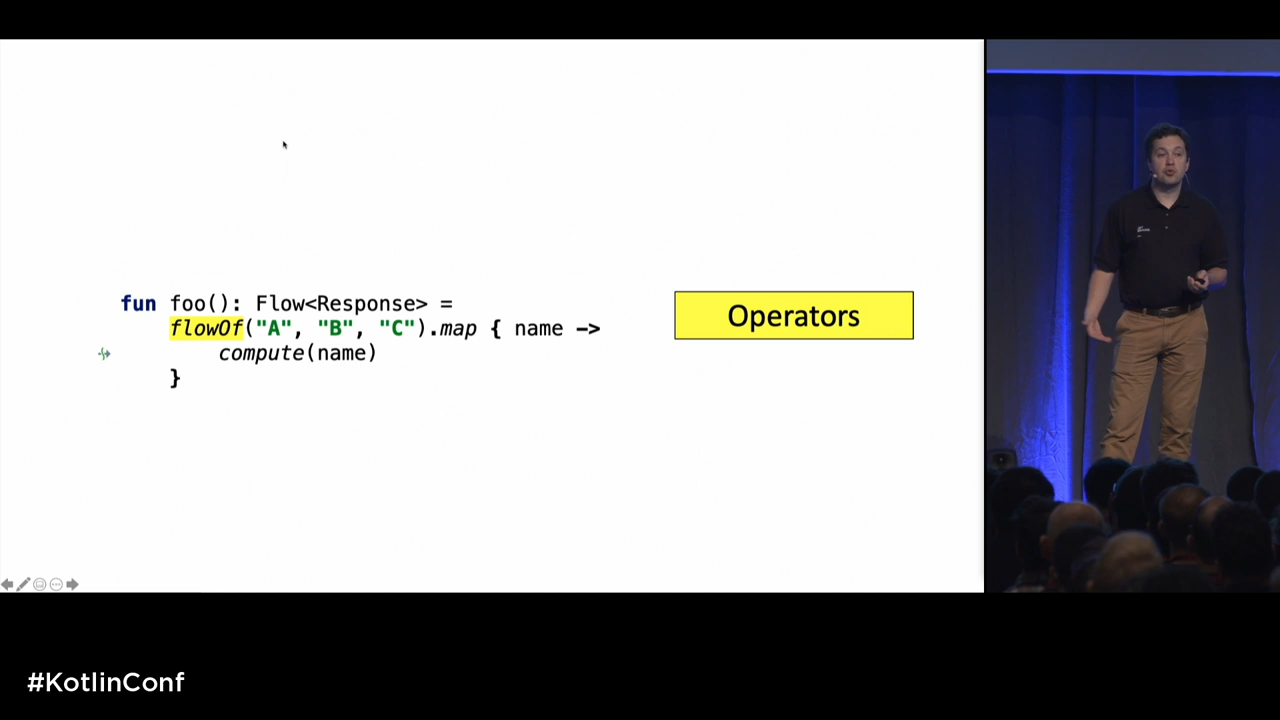 fun foo(): Flow<Response> =
flowOf("A", "B", "C").map { name ->
compute(name)
}
Operators
#KotlinConf